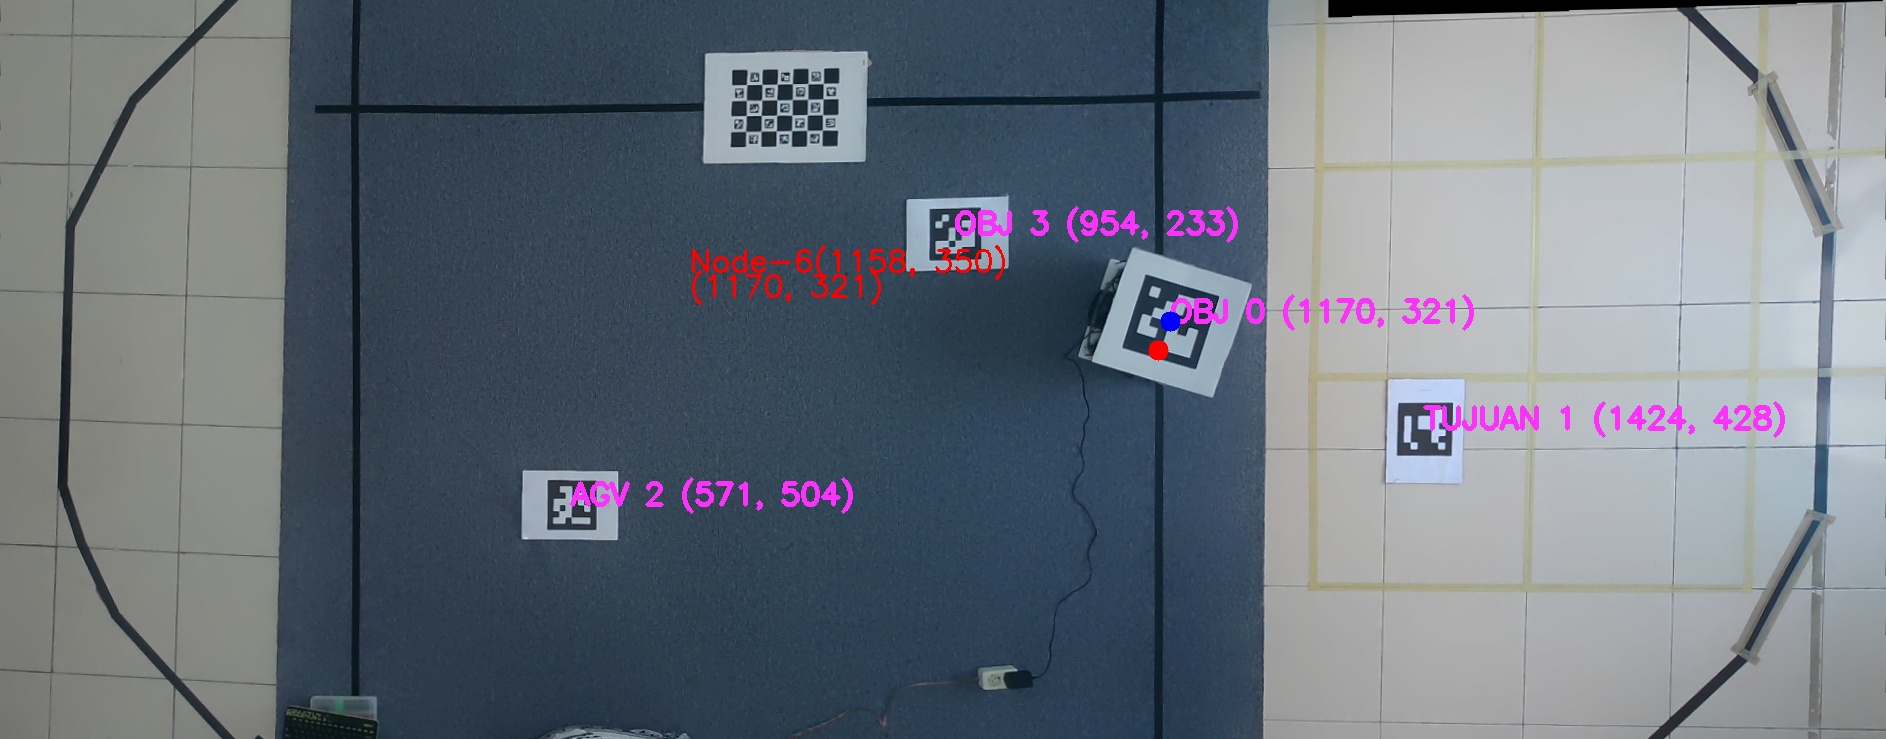 OBJ 3 (954, 233)
Node-6(1158, 350)
(1170, 321)
OBJ 0 (1170, 321)
TUJUAN 1 (1424, 428)
AGV 2 (571, 504)